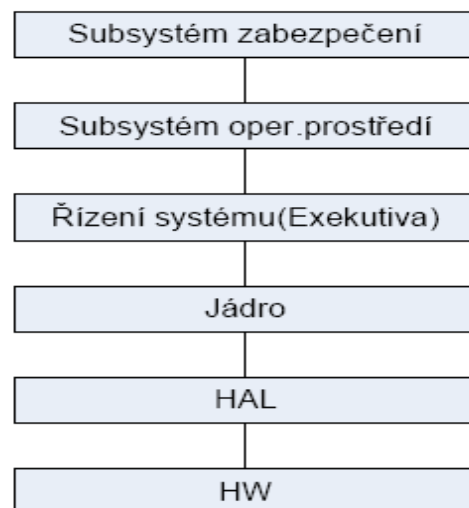 Subsystém zabezpečení
Subsystém oper.prostředí
Řízení systému(Exekutiva)
Jádro
HAL
HW